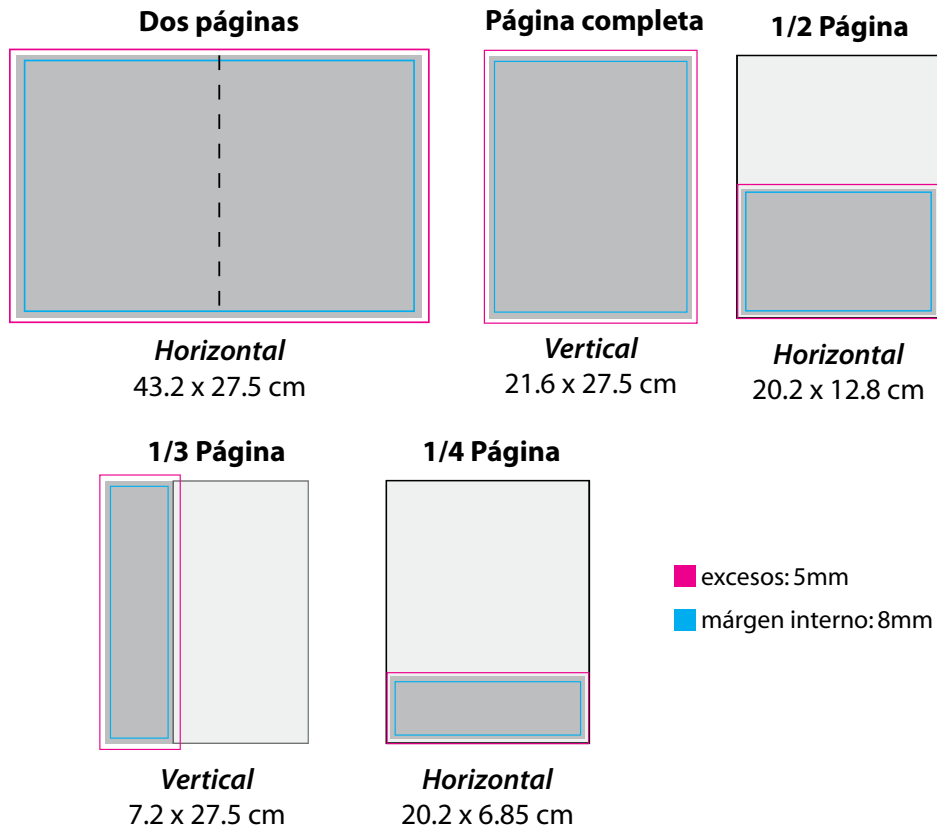 Dos páginas
Horizontal
43.2 x 27.5 cm
Página completa
Vertical
21.6 x 27.5 cm
1/2 Página
Horizontal
20.2 x 12.8 cm
1/3 Página
Vertical
7.2 x 27.5 cm
1/4 Página
Horizontal
20.2 x 6.85 cm
excesos: 5mm
márgen interno: 8mm